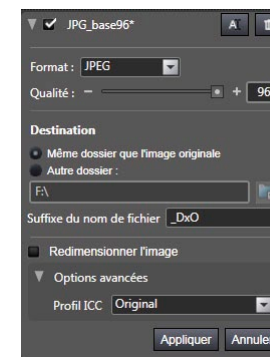 JPG_base96*
Format : JPEG
Qualité : − + 96
Destination
Même dossier que l'image originale
Autre dossier :
F:\
Suffixe du nom de fichier _DxO
Redimensionner l'image
Options avancées
Profil ICC Original
Appliquer Annuler